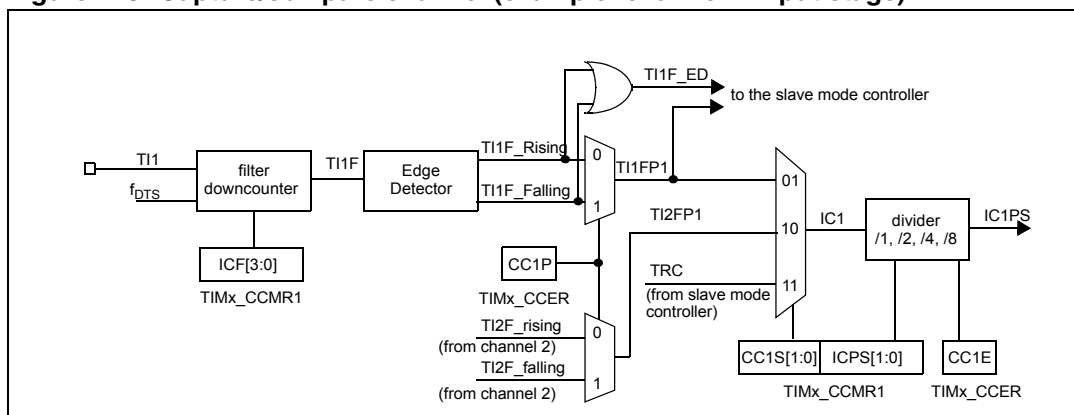 TI1F_ED
to the slave mode controller
TI1F_Rising
0
TI1
filter
downcounter
TI1F
Edge
Detector
TI1FP1
01
fDTS
TI1F_Falling
1
TI2FP1
10
IC1
divider
/1, /2, /4, /8
IC1PS
ICF[3:0]
TIMx_CCMR1
CC1P
TIMx_CCER
TRC
(from slave mode
controller)
11
TI2F_rising
(from channel 2)
0
TI2F_falling
(from channel 2)
1
CC1S[1:0]
ICPS[1:0]
CC1E
TIMx_CCMR1
TIMx_CCER